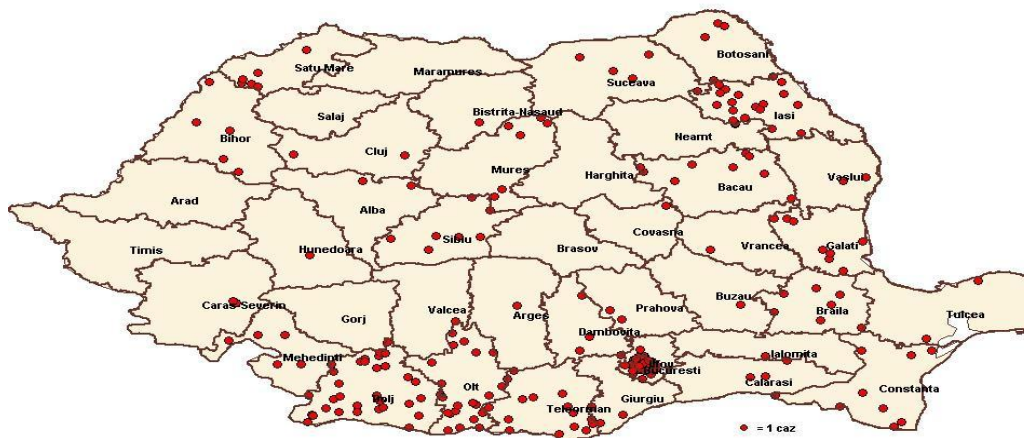 Botosani
Satu Mare
Maramures
Suceava
Bistrita-Nasaud
Salaj
Iasi
Neamt
Bihor
Cluj
Mures
Harghita
Vaslui
Bacau
Arad
Alba
Covasna
Sibiu
Vrancea
Galati
Timis
Hunedoara
Brasov
Buzau
Caras-Severin
Valcea
Prahova
Braila
Gorj
Arges
Tulcea
Dambovita
Mehedinti
Ialomita
Bucuresti
Calarasi
Constanta
Olt
Dolj
Giurgiu
Teleorman
= 1 caz